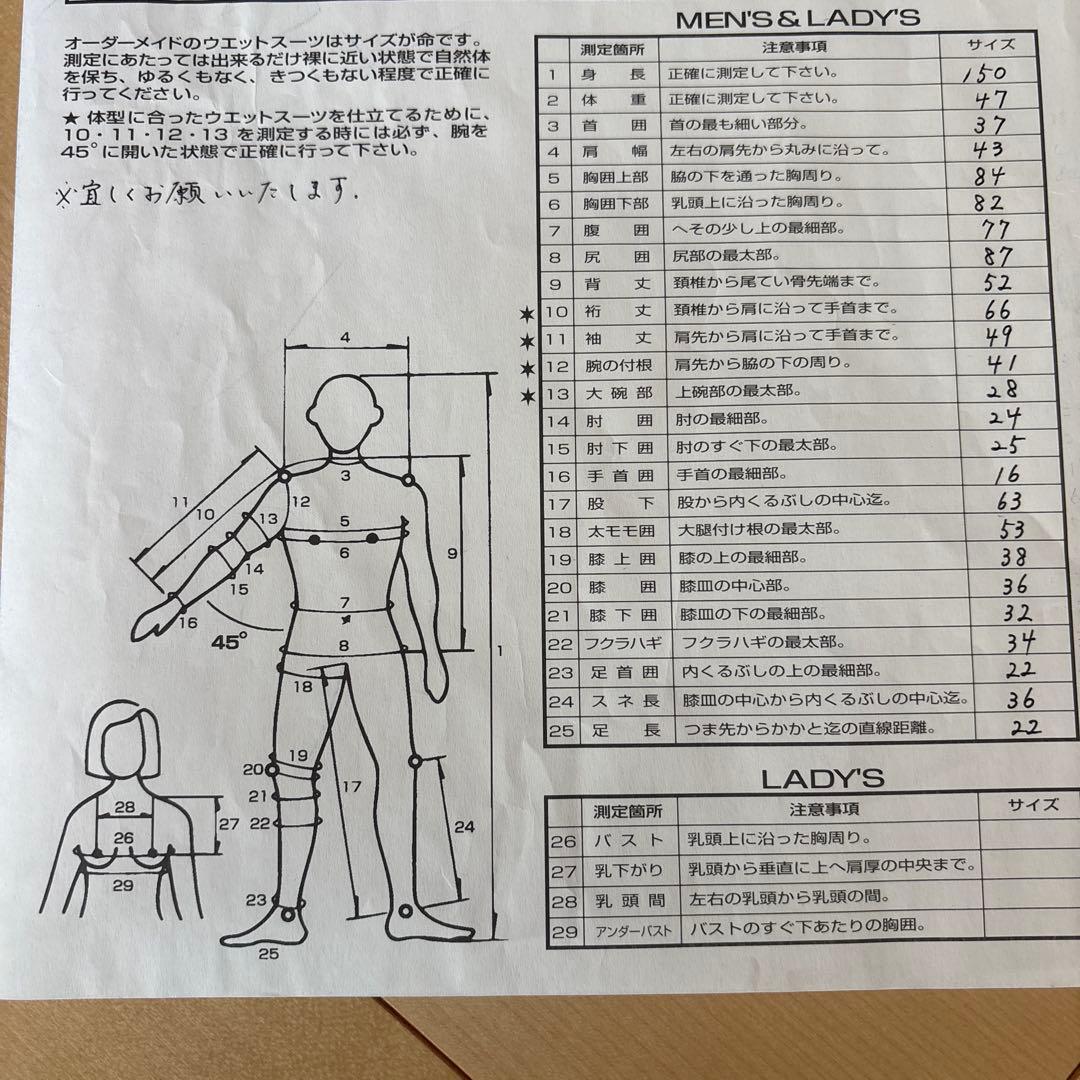 オーダーメイドのウエットスーツはサイズが命です。
測定にあたっては出来るだけ裸に近い状態で自然体
を保ち、ゆるくもなく、きつくもない程度で正確に
行ってください。
★ 体型に合ったウエットスーツを仕立てるために、
10・11・12・13 を測定する時には必ず、腕を
45°に開いた状態で正確に行って下さい。
※宜しくお願いいたします.
MEN'S & LADY'S
測定箇所 注意事項 サイズ
1 身長 正確に測定して下さい。 150
2 体重 正確に測定して下さい。 47
3 首囲 首の最も細い部分。 37
4 肩幅 左右の肩先から丸みに沿って。 43
5 胸囲上部 脇の下を通った胸周り。 84
6 胸囲下部 乳頭上に沿った胸周り。 82
7 腹囲 へその少し上の最細部。 77
8 尻囲 尻部の最太部。 87
9 背丈 頚椎から尾てい骨先端まで。 52
★ 10 裄丈 頚椎から肩に沿って手首まで。 66
★ 11 袖丈 肩先から肩に沿って手首まで。 49
★ 12 腕の付根 肩先から脇の下の周り。 41
★ 13 大碗部 上碗部の最太部。 28
14 肘囲 肘の最細部。 24
15 肘下囲 肘のすぐ下の最太部。 25
16 手首囲 手首の最細部。 16
17 股下 股から内くるぶしの中心迄。 63
18 太モモ囲 大腿付け根の最太部。 53
19 膝上囲 膝の上の最細部。 38
20 膝囲 膝皿の中心部。 36
21 膝下囲 膝皿の下の最細部。 32
22 フクラハギ フクラハギの最太部。 34
23 足首囲 内くるぶしの上の最細部。 22
24 スネ長 膝皿の中心から内くるぶしの中心迄。 36
25 足長 つま先からかかと迄の直線距離。 22
LADY'S
測定箇所 注意事項 サイズ
26 バスト 乳頭上に沿った胸周り。
27 乳下がり 乳頭から垂直に上へ肩厚の中央まで。
28 乳頭間 左右の乳頭から乳頭の間。
29 アンダーバスト バストのすぐ下あたりの胸囲。
4
3
11
10
12
13
5
6
9
14
15
16
45°
7
8
1
18
19
20
17
21
22
24
23
25
28
26
27
29